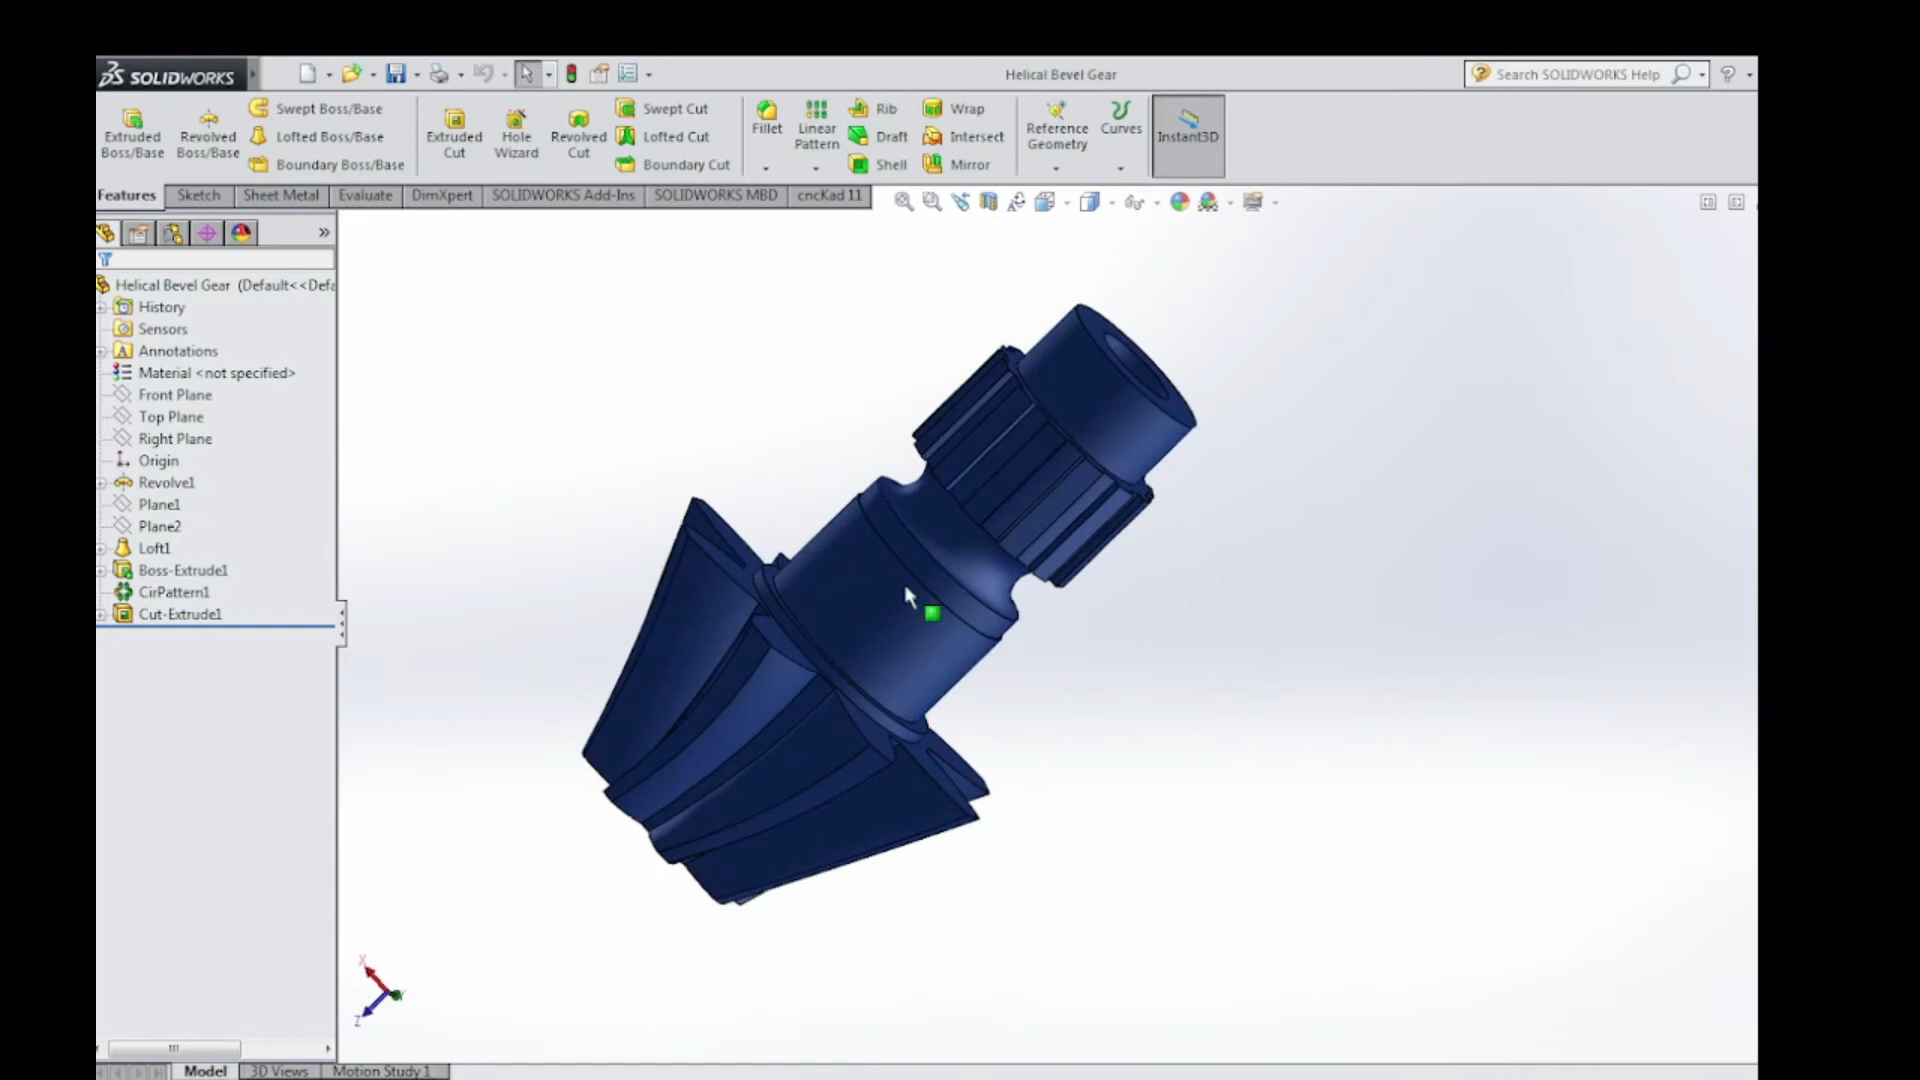 SOLIDWORKS
Helical Bevel Gear
Search SOLIDWORKS Help
Extruded Boss/Base
Revolved Boss/Base
Swept Boss/Base
Lofted Boss/Base
Boundary Boss/Base
Extruded Cut
Hole Wizard
Revolved Cut
Swept Cut
Lofted Cut
Boundary Cut
Fillet
Linear Pattern
Rib
Draft
Shell
Wrap
Intersect
Mirror
Reference Geometry
Curves
Instant3D
Features
Sketch
Sheet Metal
Evaluate
DimXpert
SOLIDWORKS Add-Ins
SOLIDWORKS MBD
cncKad 11
Helical Bevel Gear (Default<<Defa
History
Sensors
Annotations
Material <not specified>
Front Plane
Top Plane
Right Plane
Origin
Revolve1
Plane1
Plane2
Loft1
Boss-Extrude1
CirPattern1
Cut-Extrude1
X
Y
Z
Model
3D Views
Motion Study 1